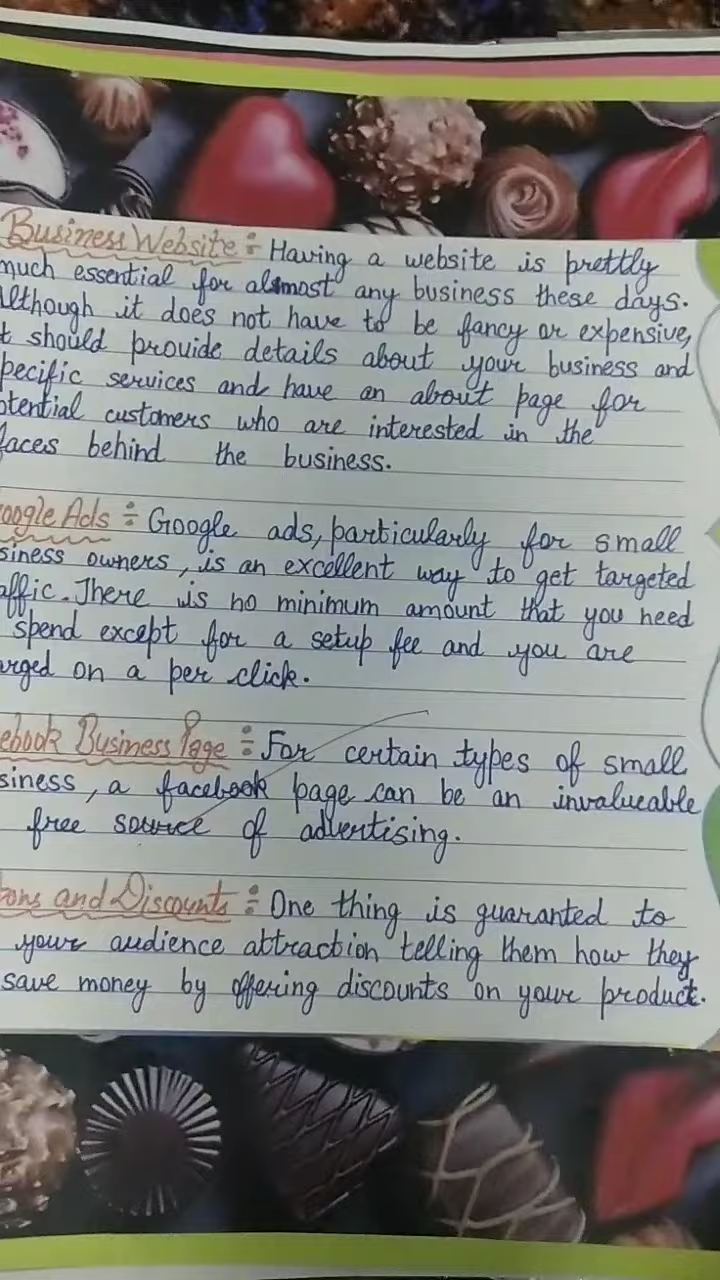 Business Website :- Having a website is prettly
much essential for almost any business these days.
Although it does not have to be fancy or expensive,
t should provide details about your business and
pecific services and have an about page for
otential customers who are interested in the
faces behind the business.
oogle Ads :- Google ads, particularly for small
siness owners, is an excellent way to get targeted
affic. There is no minimum amount that you need
spend except for a setup fee and you are
arged on a per click.
ebook Business Page :- For certain types of small
siness, a facebook page can be an invalueable
free source of advertising.
ons and Discounts :- One thing is guaranted to
your audience attraction telling them how they
save money by offering discounts on your product.